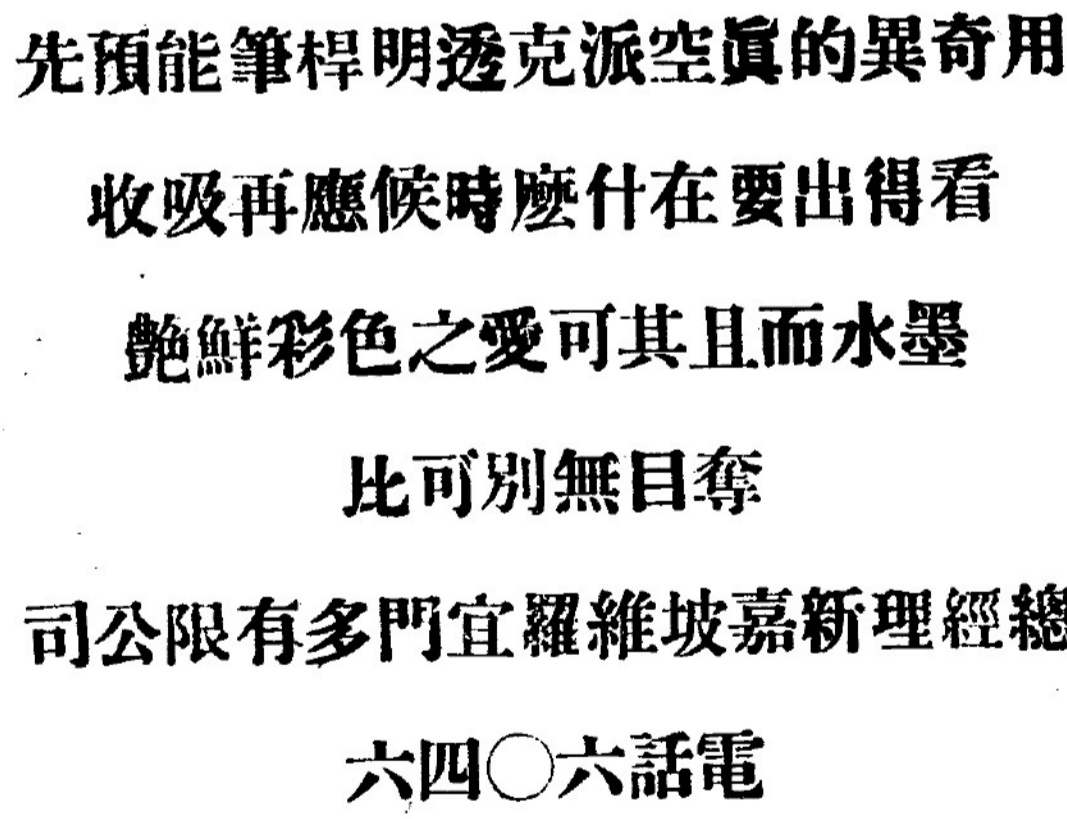 用奇異的眞空派克透明桿筆能預先
看得出要在什麽時候應再吸收
墨水而且其可愛之色彩鮮艷
奪目無別可比
總經理新嘉坡維羅宜門多有限公司
電話六〇四六